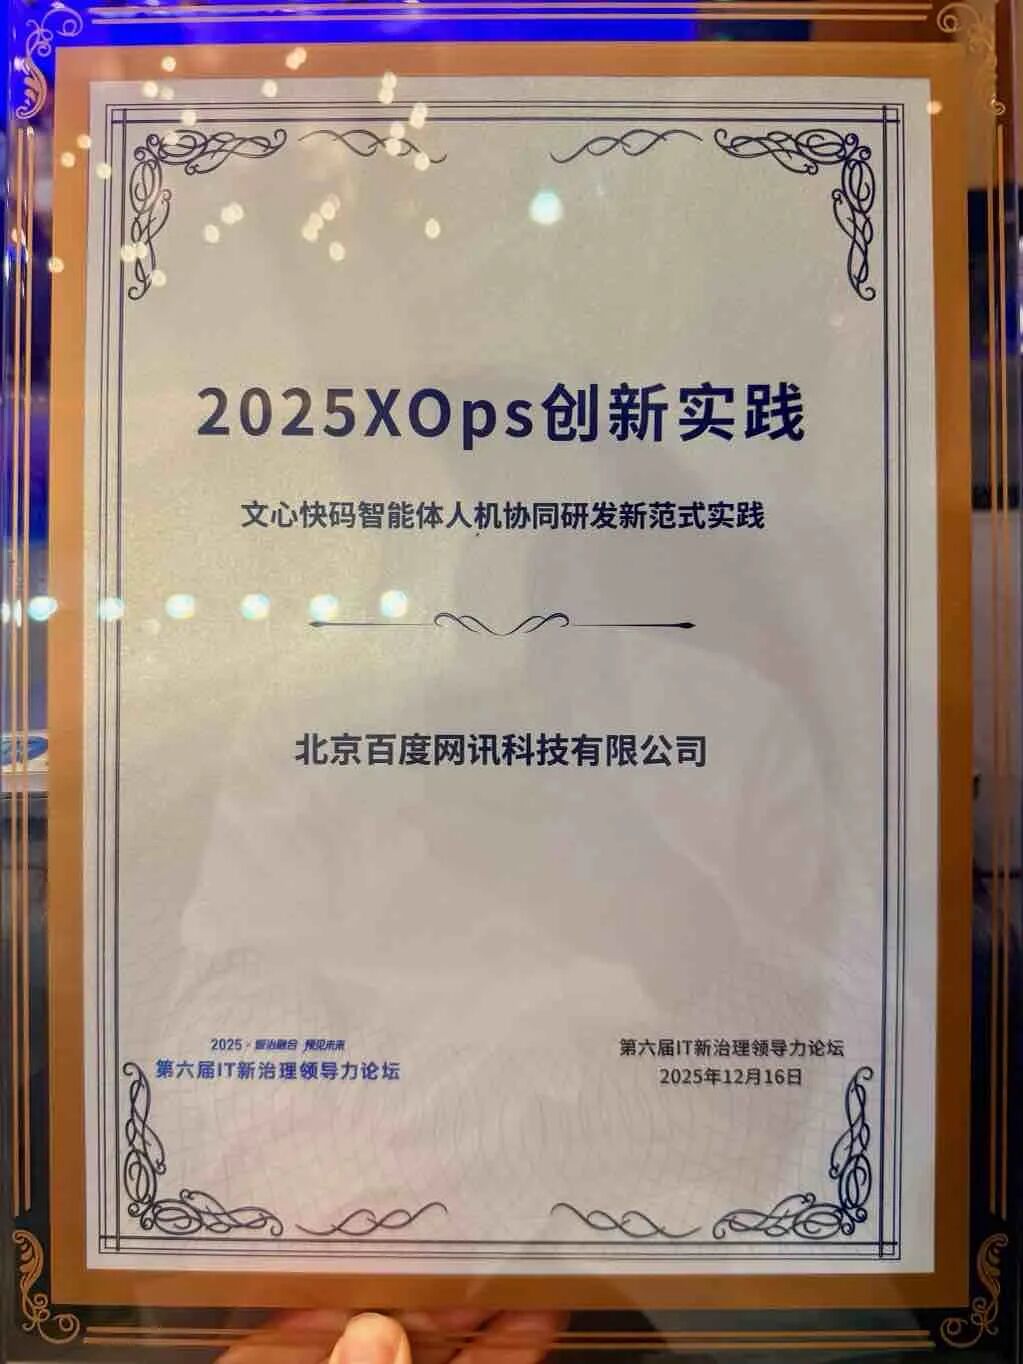 2025XOps创新实践
文心快码智能体人机协同研发新范式实践
北京百度网讯科技有限公司
2025·智治融合 预见未来
第六届IT新治理领导力论坛
第六届IT新治理领导力论坛
2025年12月16日